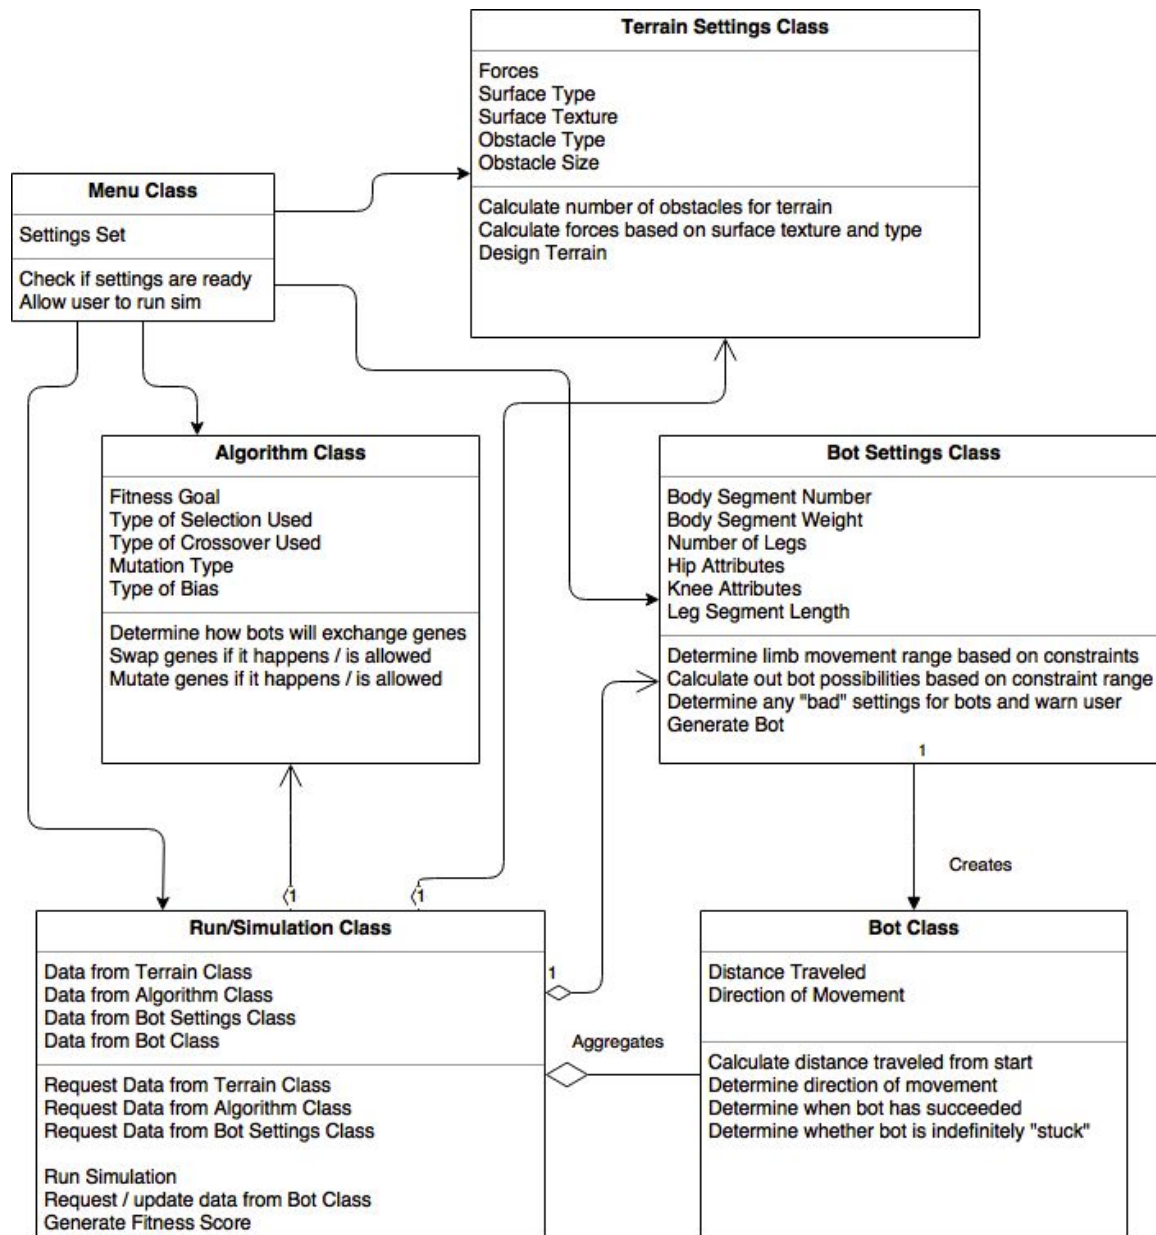 Terrain Settings Class
Forces
Surface Type
Surface Texture
Obstacle Type
Obstacle Size
Calculate number of obstacles for terrain
Calculate forces based on surface texture and type
Design Terrain
Menu Class
Settings Set
Check if settings are ready
Allow user to run sim
Algorithm Class
Fitness Goal
Type of Selection Used
Type of Crossover Used
Mutation Type
Type of Bias
Determine how bots will exchange genes
Swap genes if it happens / is allowed
Mutate genes if it happens / is allowed
Bot Settings Class
Body Segment Number
Body Segment Weight
Number of Legs
Hip Attributes
Knee Attributes
Leg Segment Length
Determine limb movement range based on constraints
Calculate out bot possibilities based on constraint range
Determine any "bad" settings for bots and warn user
Generate Bot
1
Creates
1
1
Run/Simulation Class
Data from Terrain Class
Data from Algorithm Class
Data from Bot Settings Class
Data from Bot Class
Request Data from Terrain Class
Request Data from Algorithm Class
Request Data from Bot Settings Class
Run Simulation
Request / update data from Bot Class
Generate Fitness Score
1
Aggregates
Bot Class
Distance Traveled
Direction of Movement
Calculate distance traveled from start
Determine direction of movement
Determine when bot has succeeded
Determine whether bot is indefinitely "stuck"